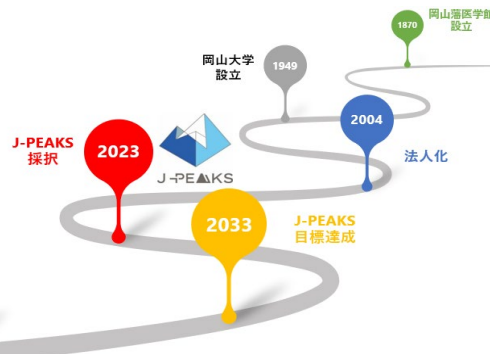 1870
岡山藩医学館
設立
岡山大学
設立
1949
2004
法人化
J-PEAKS
採択
2023
J-PEAKS
2033
J-PEAKS
目標達成